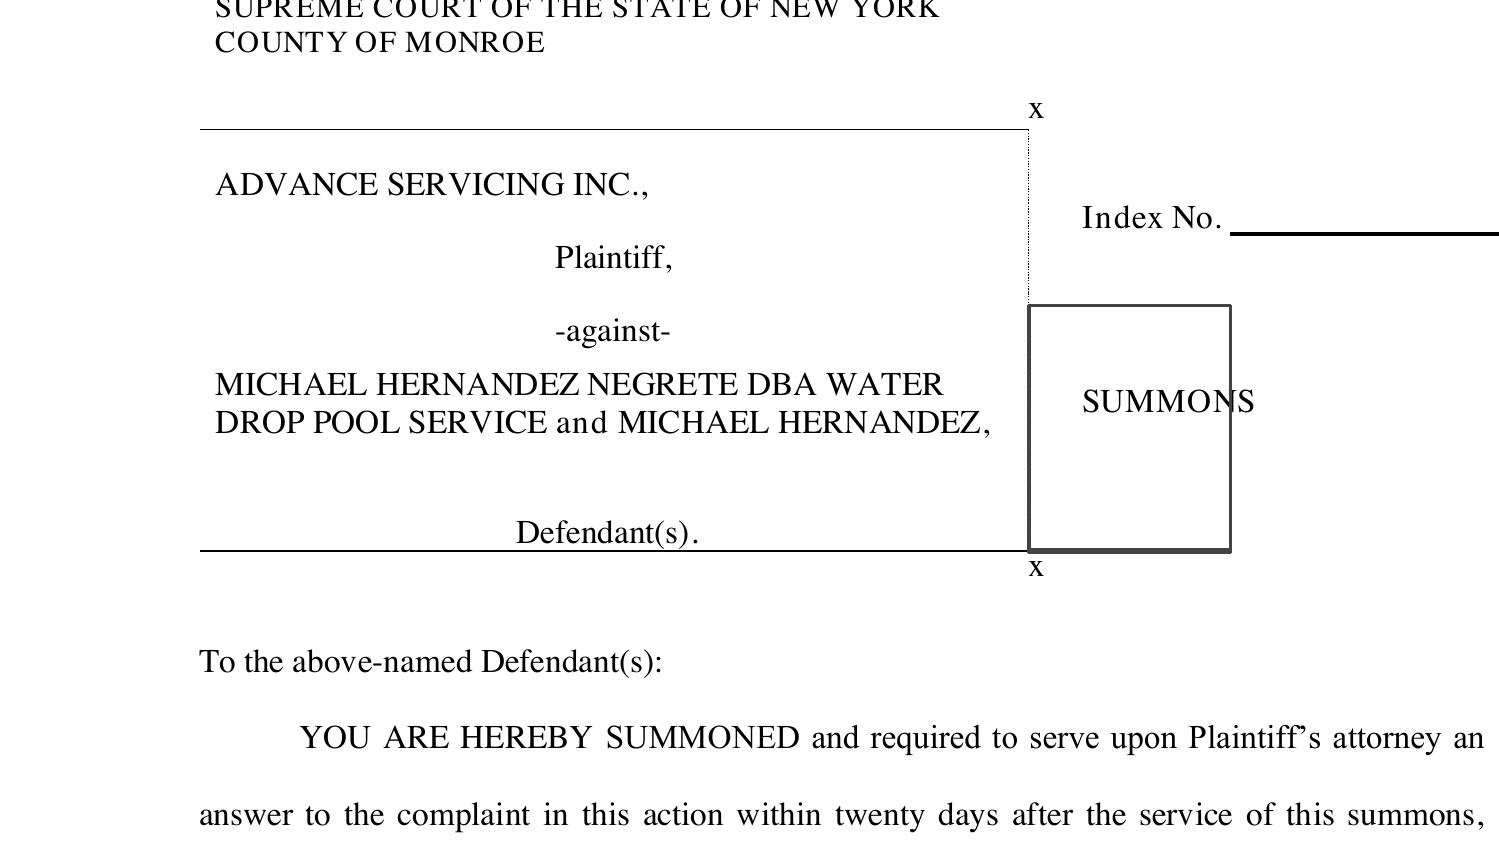 SUPREME COURT OF THE STATE OF NEW YORK
COUNTY OF MONROE
x
ADVANCE SERVICING INC.,
Index No.
Plaintiff,
-against-
MICHAEL HERNANDEZ NEGRETE DBA WATER
SUMMONS
DROP POOL SERVICE and MICHAEL HERNANDEZ,
Defendant(s).
x
To the above-named Defendant(s):
YOU ARE HEREBY SUMMONED and required to serve upon Plaintiff's attorney an
answer to the complaint in this action within twenty days after the service of this summons,